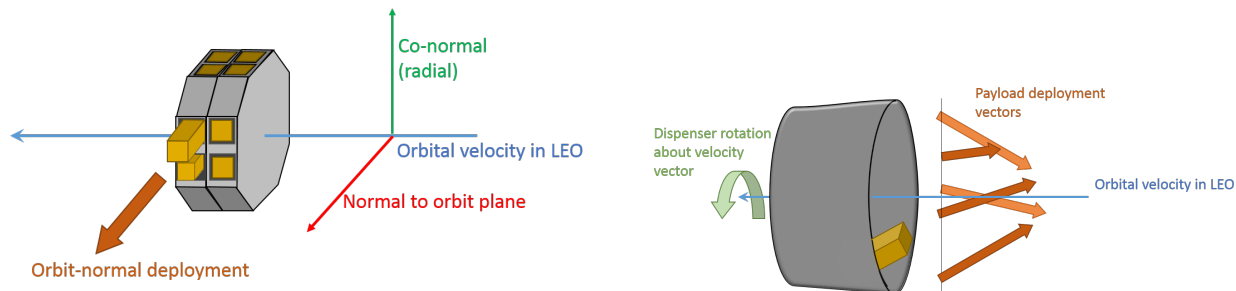 Co-normal
(radial)
Orbital velocity in LEO
Normal to orbit plane
Orbit-normal deployment
Payload deployment
vectors
Dispenser rotation
about velocity
vector
Orbital velocity in LEO